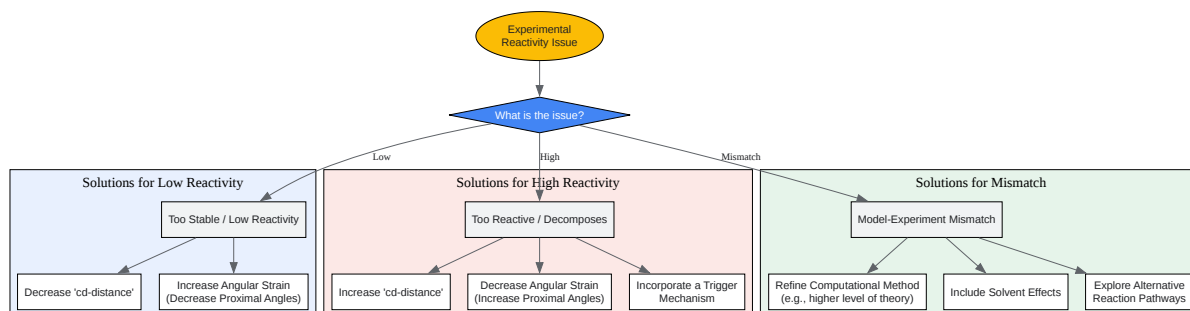 Experimental
Reactivity Issue
What is the issue?
Low
High
Mismatch
Solutions for Low Reactivity
Solutions for High Reactivity
Solutions for Mismatch
Too Stable / Low Reactivity
Too Reactive / Decomposes
Model-Experiment Mismatch
Decrease 'cd-distance'
Increase Angular Strain
(Decrease Proximal Angles)
Increase 'cd-distance'
Decrease Angular Strain
(Increase Proximal Angles)
Incorporate a Trigger
Mechanism
Refine Computational Method
(e.g., higher level of theory)
Include Solvent Effects
Explore Alternative
Reaction Pathways